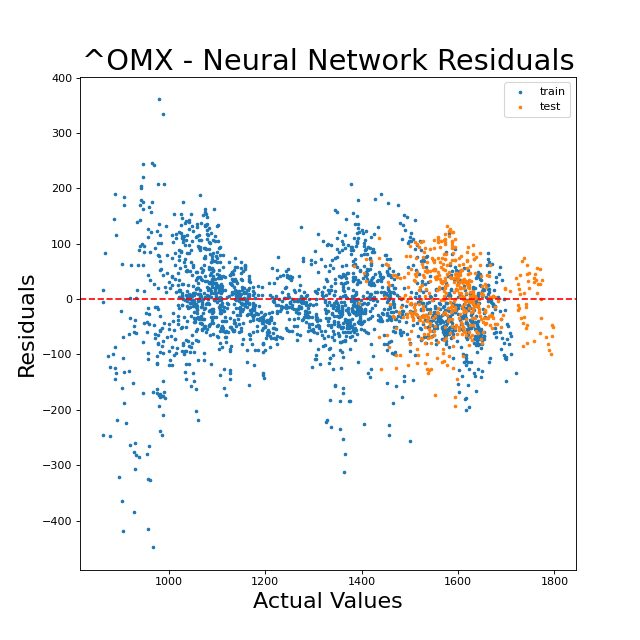 ^OMX - Neural Network Residuals
train
test
400
300
200
100
0
−100
−200
−300
−400
Residuals
1000 1200 1400 1600 1800
Actual Values